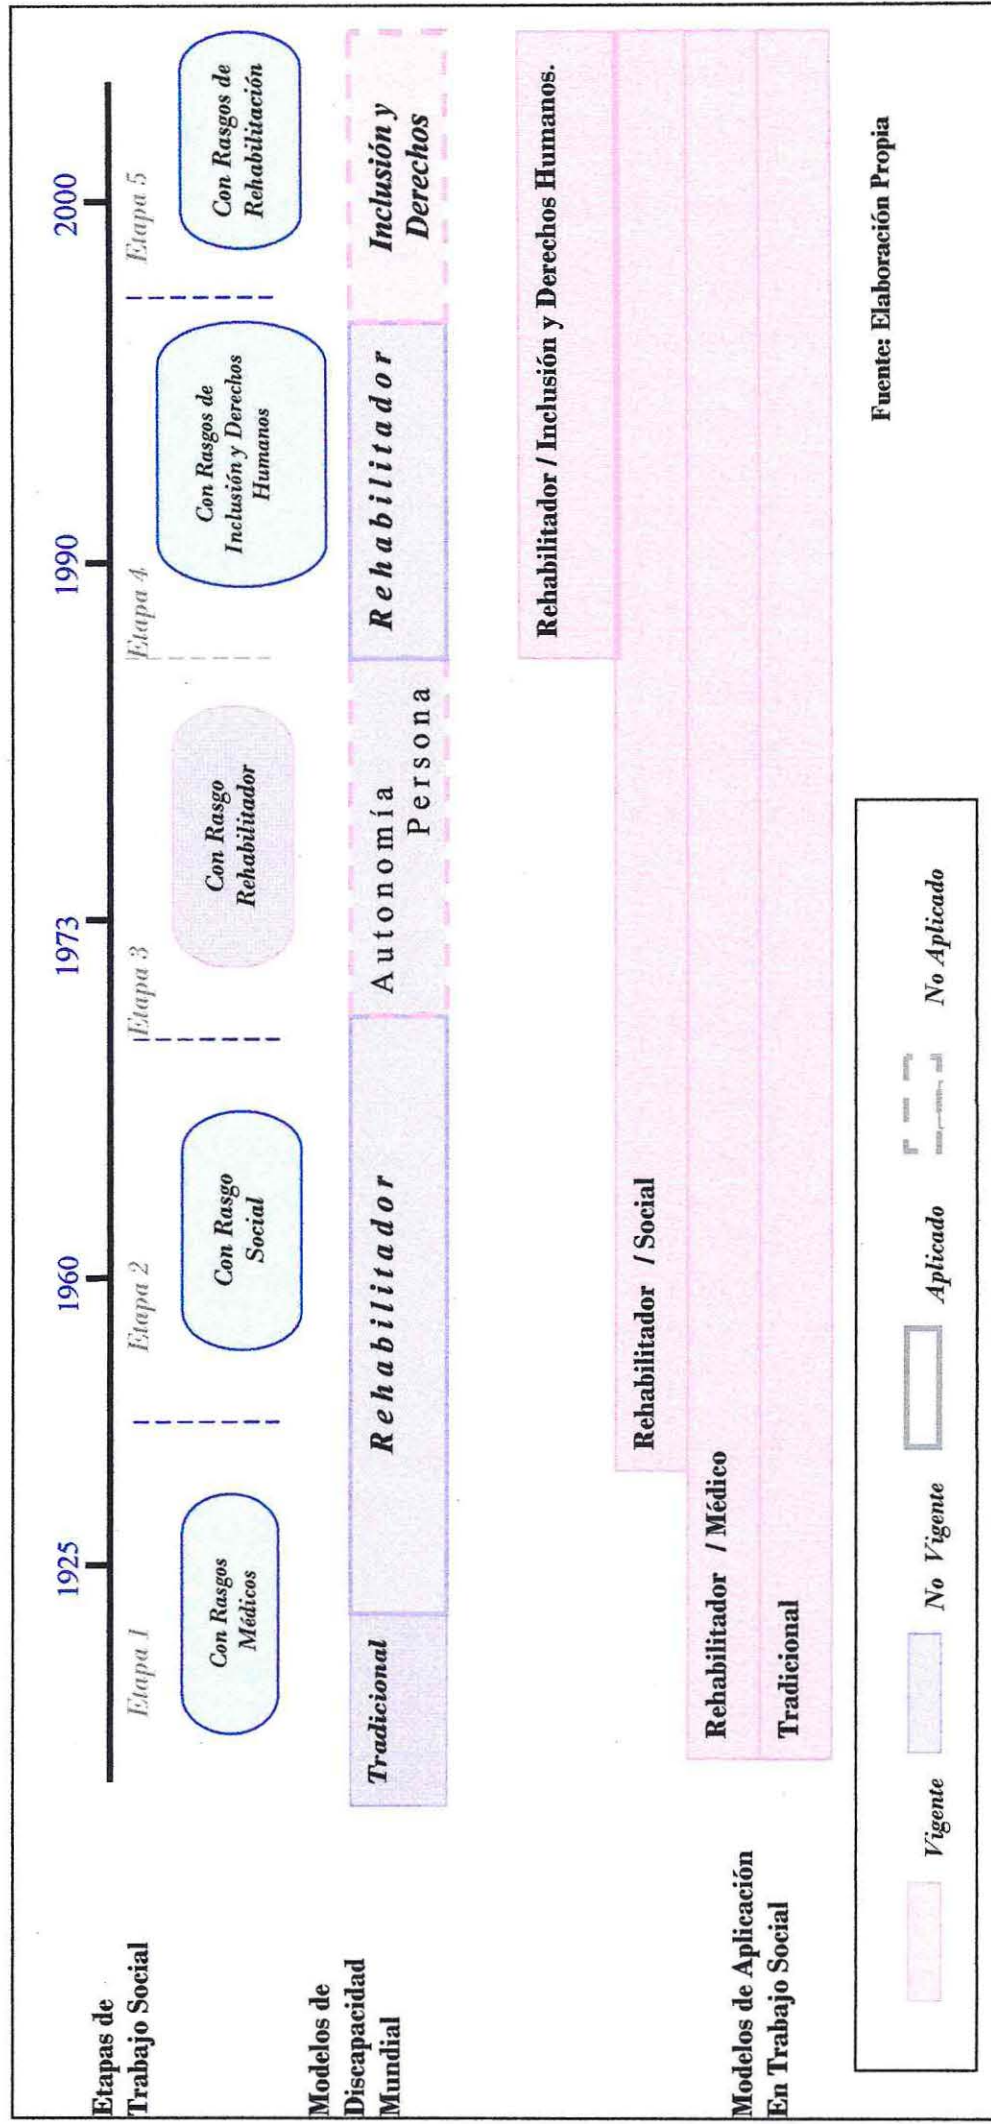 Etapas de
Trabajo Social
1925
1960
1973
1990
2000
Etapa 1
Etapa 2
Etapa 3
Etapa 4
Etapa 5
Con Rasgos
Médicos
Con Rasgo
Social
Con Rasgo
Rehabilitador
Con Rasgos de
Inclusión y Derechos
Humanos
Con Rasgos de
Rehabilitación
Modelos de
Discapacidad
Mundial
Tradicional
Rehabilitador
Autonomía
Persona
Rehabilitador
Inclusión y
Derechos
Rehabilitador / Inclusión y Derechos Humanos.
Rehabilitador / Social
Modelos de Aplicación
En Trabajo Social
Rehabilitador / Médico
Tradicional
Fuente: Elaboración Propia
Vigente
No Vigente
Aplicado
No Aplicado